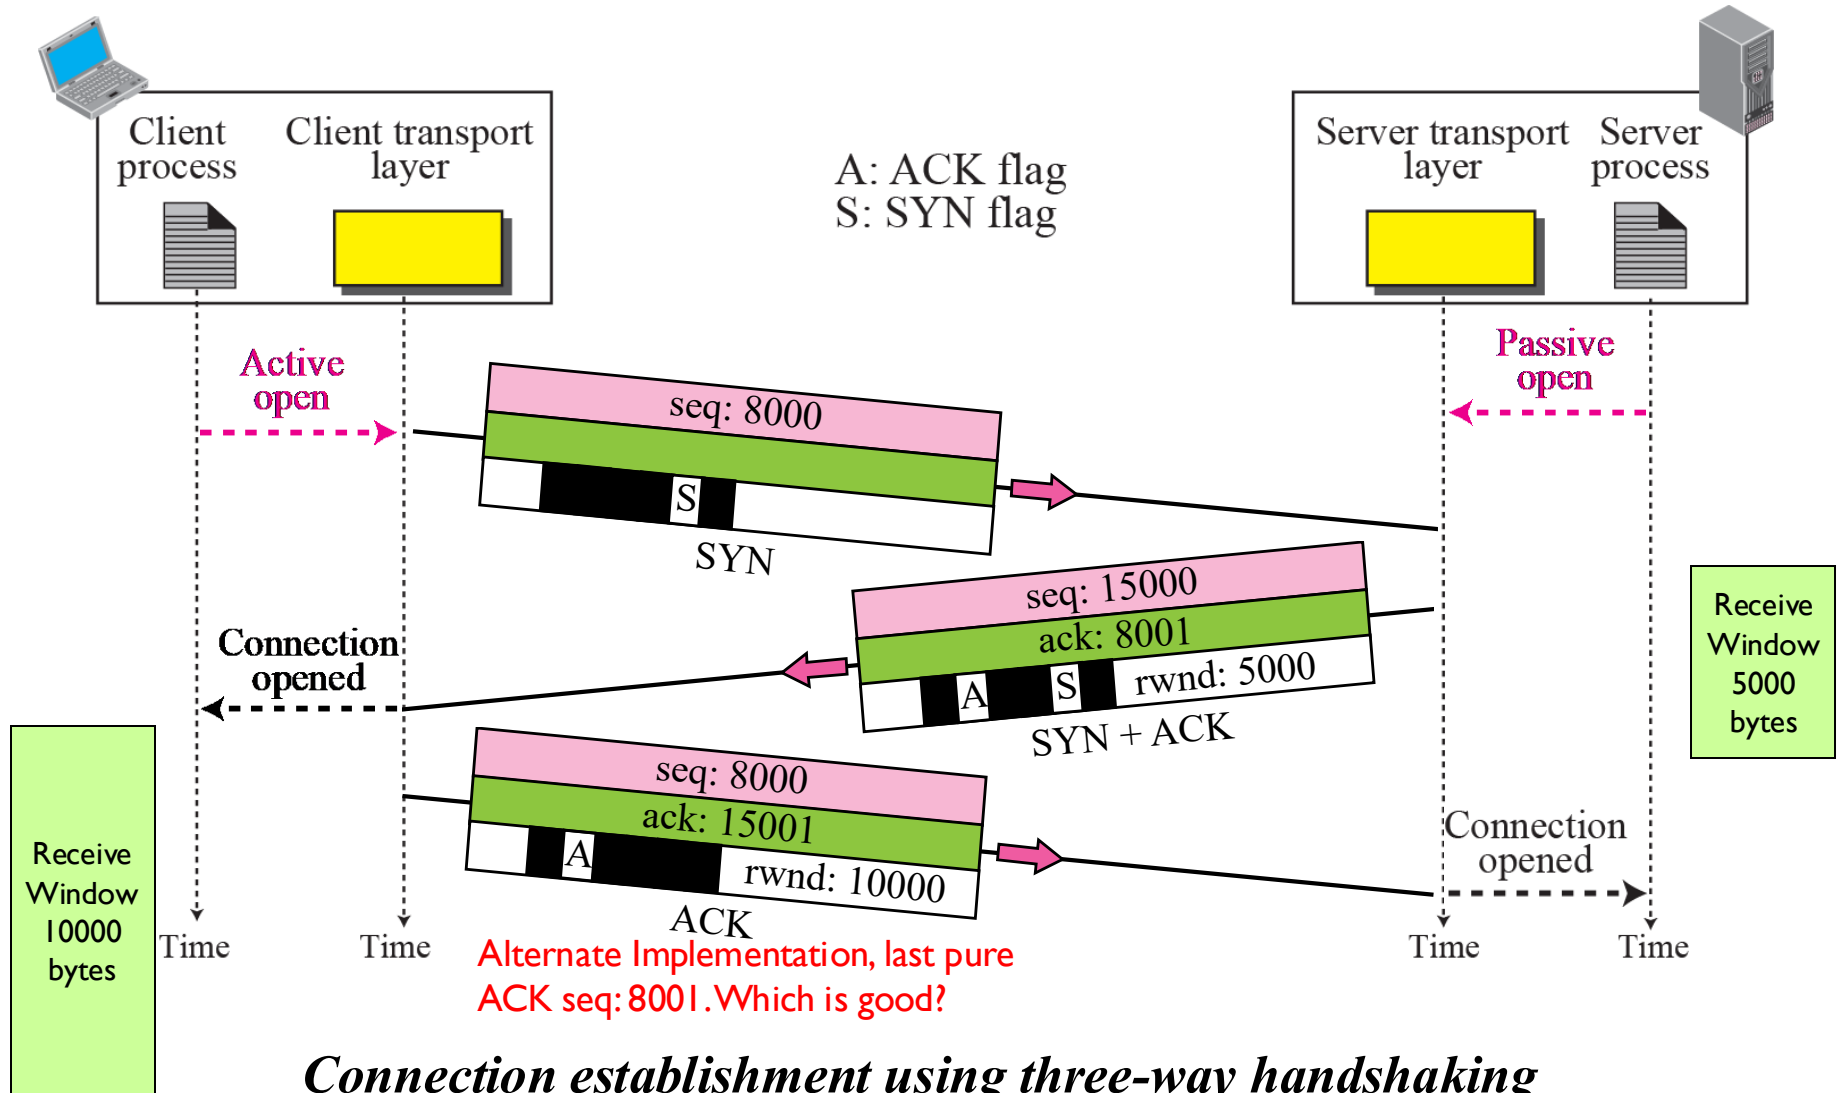 Client
process
Client transport
layer
A: ACK flag
S: SYN flag
Server transport
layer
Server
process
Active
open
Passive
open
seq: 8000
S
SYN
seq: 15000
ack: 8001
A
S
rwnd: 5000
SYN + ACK
Receive
Window
5000
bytes
Connection
opened
seq: 8000
ack: 15001
A
rwnd: 10000
ACK
Connection
opened
Receive
Window
10000
bytes
Time
Time
Time
Time
Alternate Implementation, last pure
ACK seq: 8001. Which is good?
Connection establishment using three-way handshaking